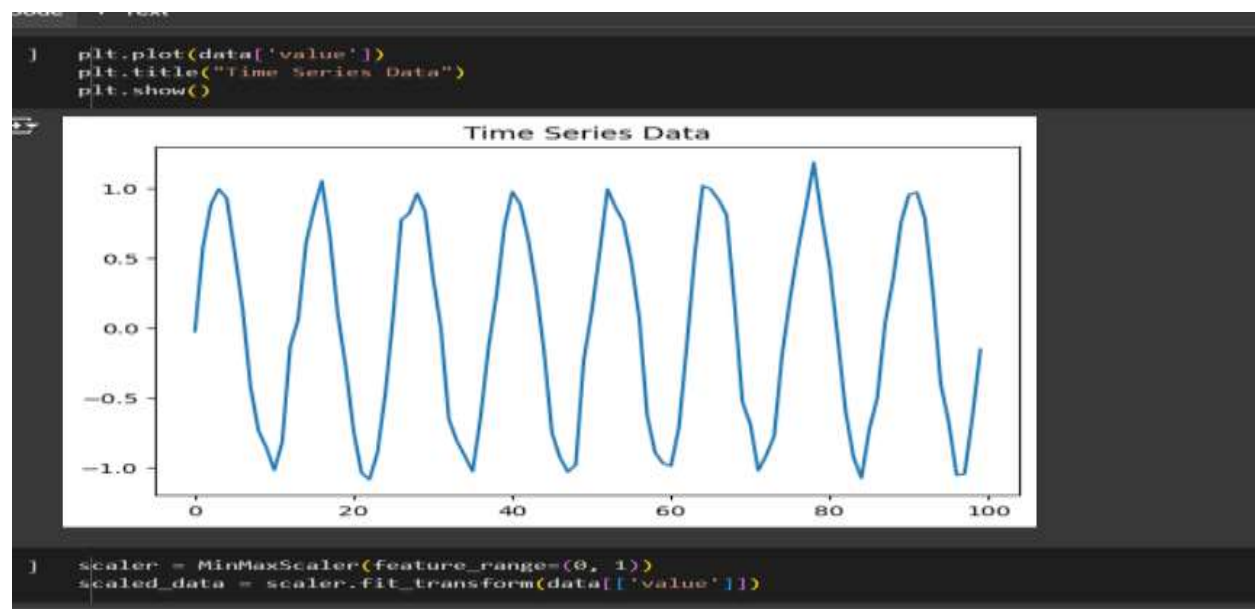 Text
] plt.plot(data['value'])
plt.title("Time Series Data")
plt.show()
Time Series Data
1.0
0.5
0.0
−0.5
−1.0
0 20 40 60 80 100
] scaler = MinMaxScaler(feature_range=(0, 1))
scaled_data = scaler.fit_transform(data[['value']])